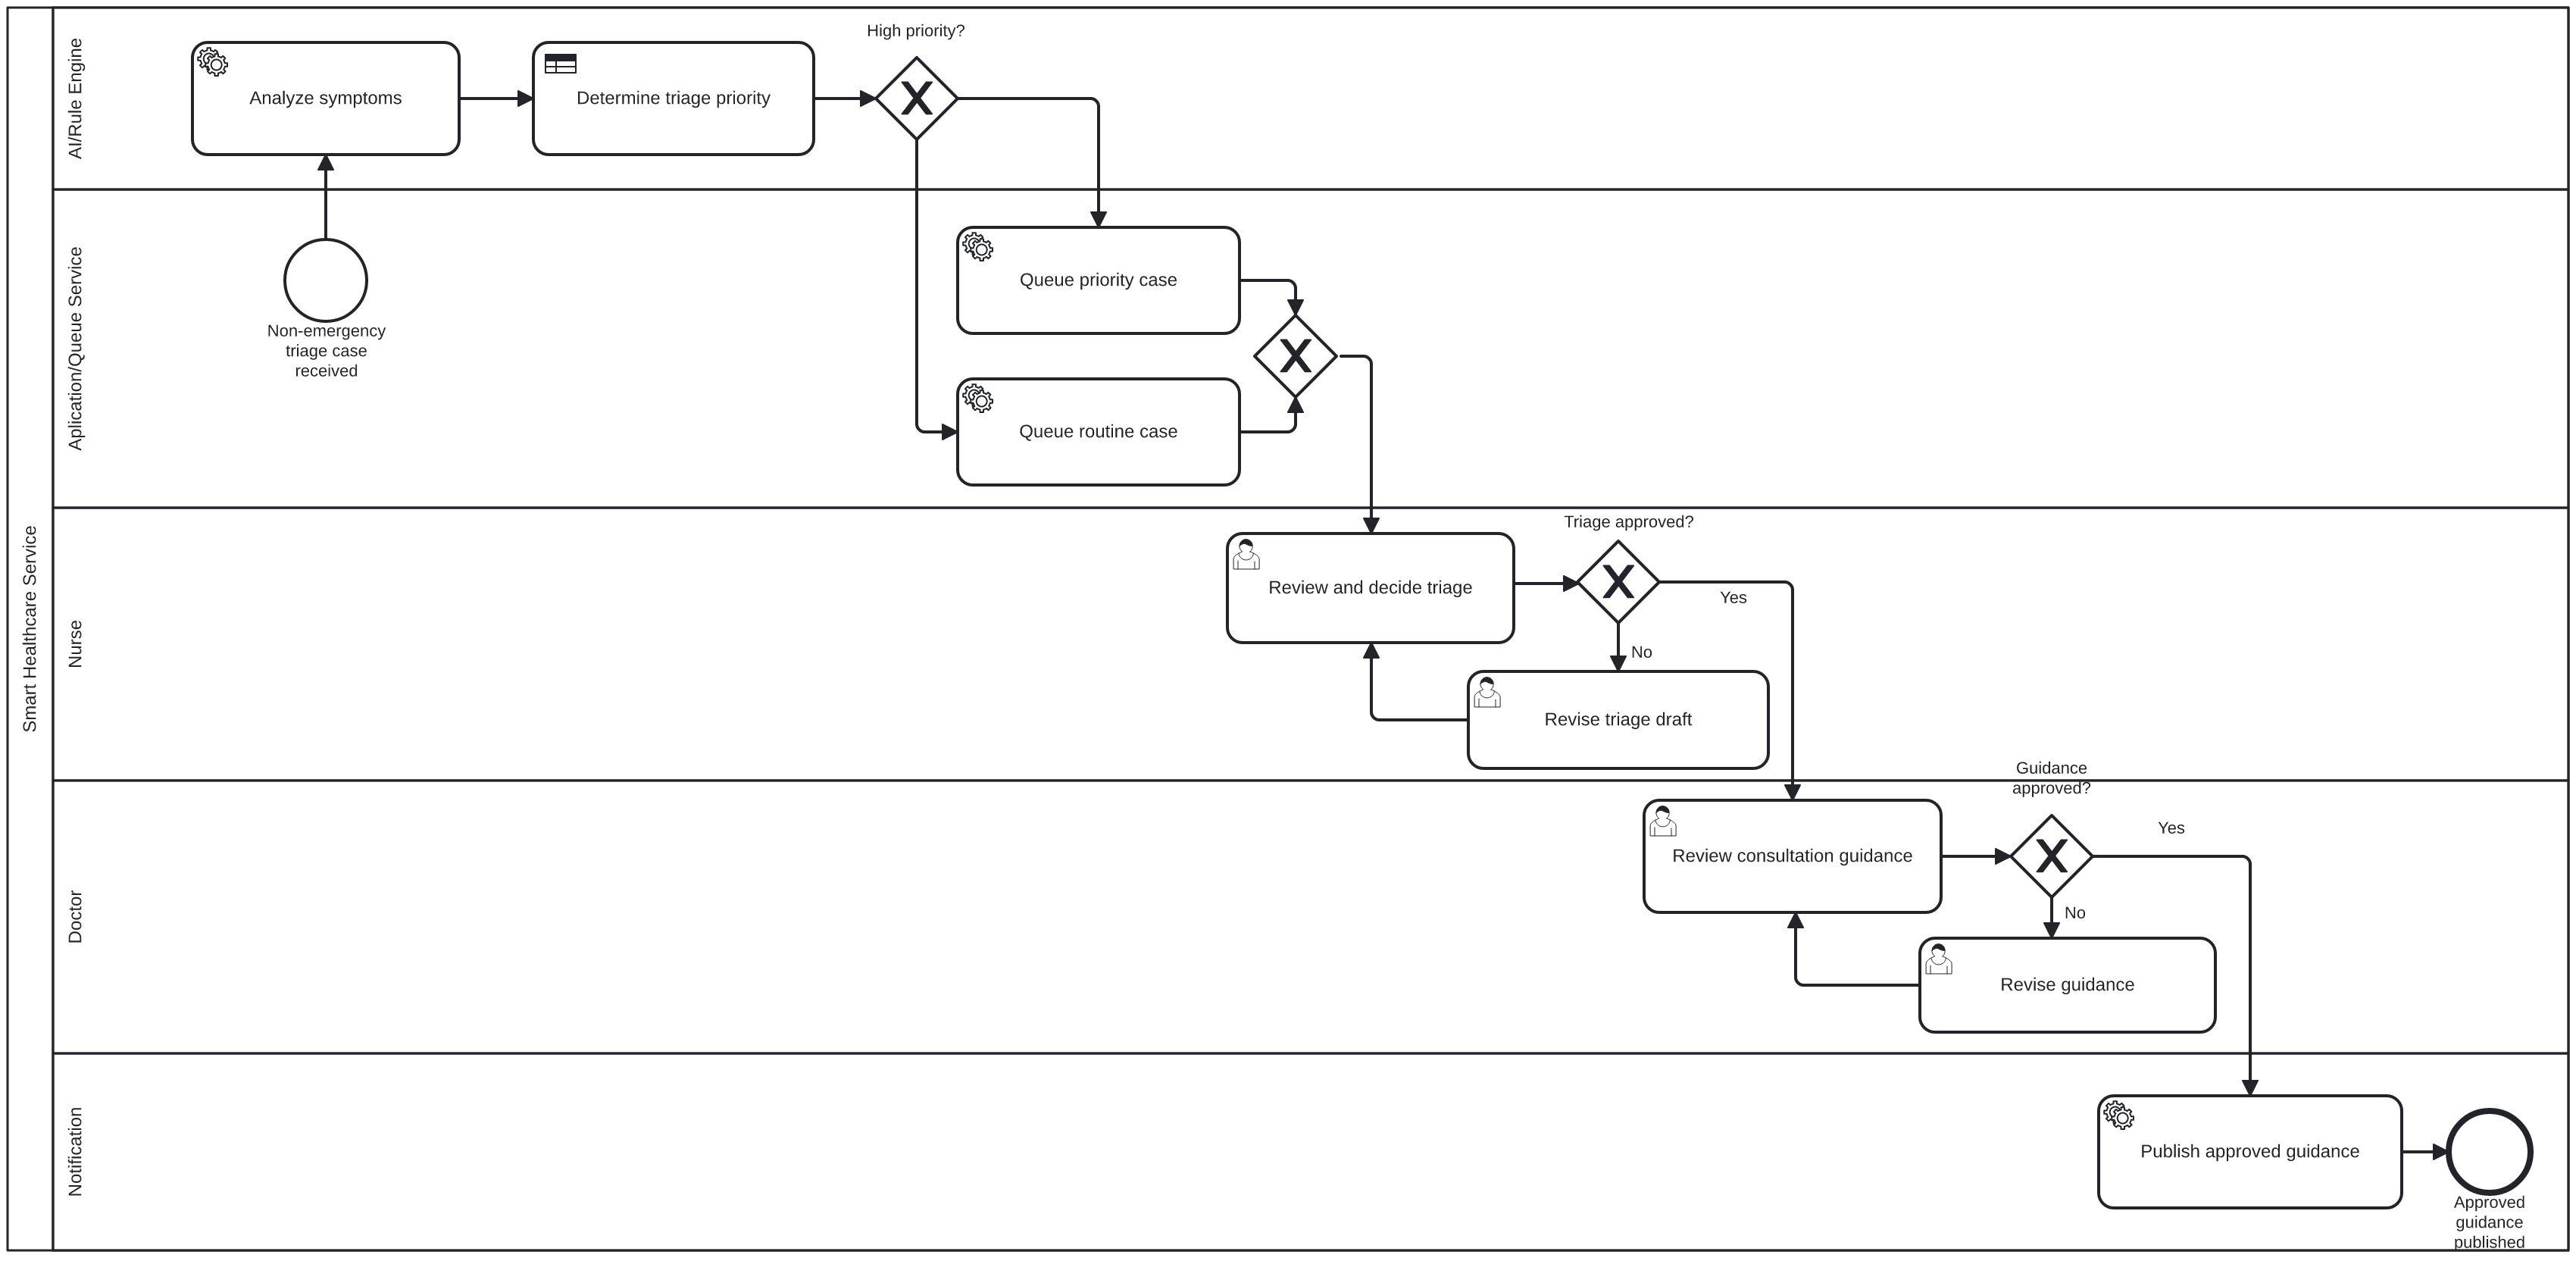 Smart Healthcare Service
AI/Rule Engine
Analyze symptoms
Determine triage priority
High priority?
Aplication/Queue Service
Non-emergency
triage case
received
Queue priority case
Queue routine case
Nurse
Review and decide triage
Triage approved?
Yes
No
Revise triage draft
Doctor
Review consultation guidance
Guidance
approved?
Yes
No
Revise guidance
Notification
Publish approved guidance
Approved
guidance
published